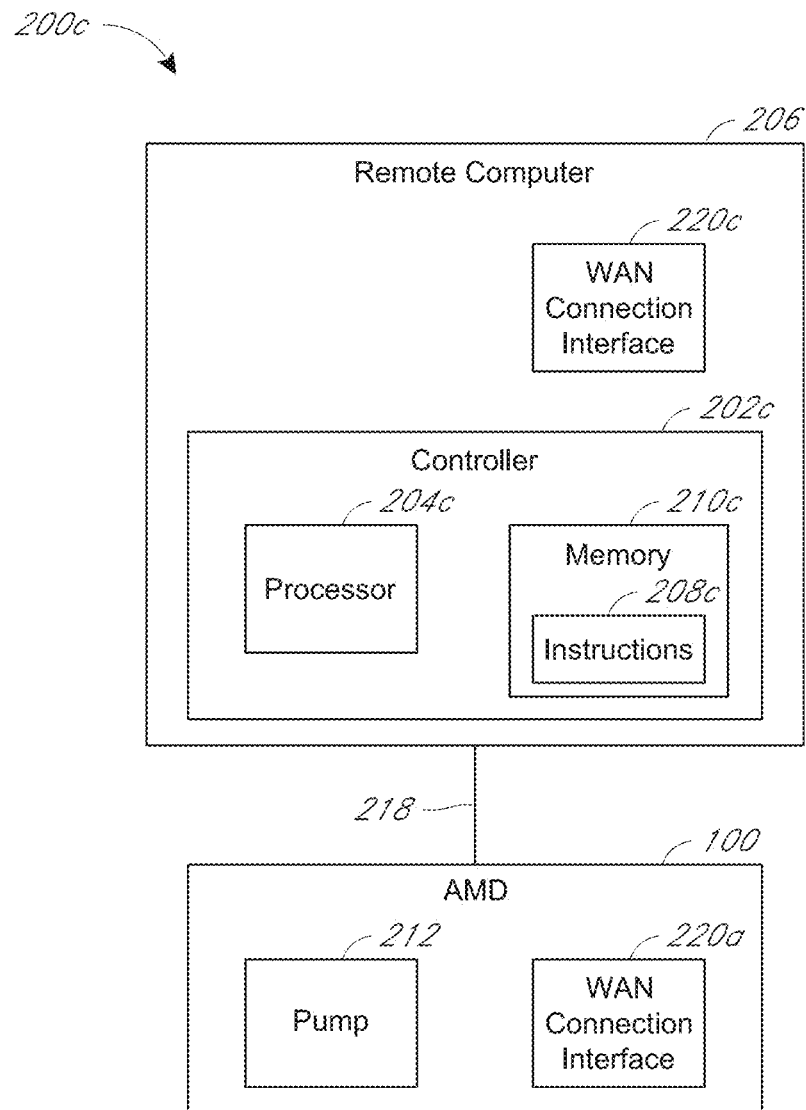 200c
206
Remote Computer
220c
WAN
Connection
Interface
202c
Controller
204c
Processor
210c
Memory
208c
Instructions
218
100
AMD
212
Pump
220a
WAN
Connection
Interface